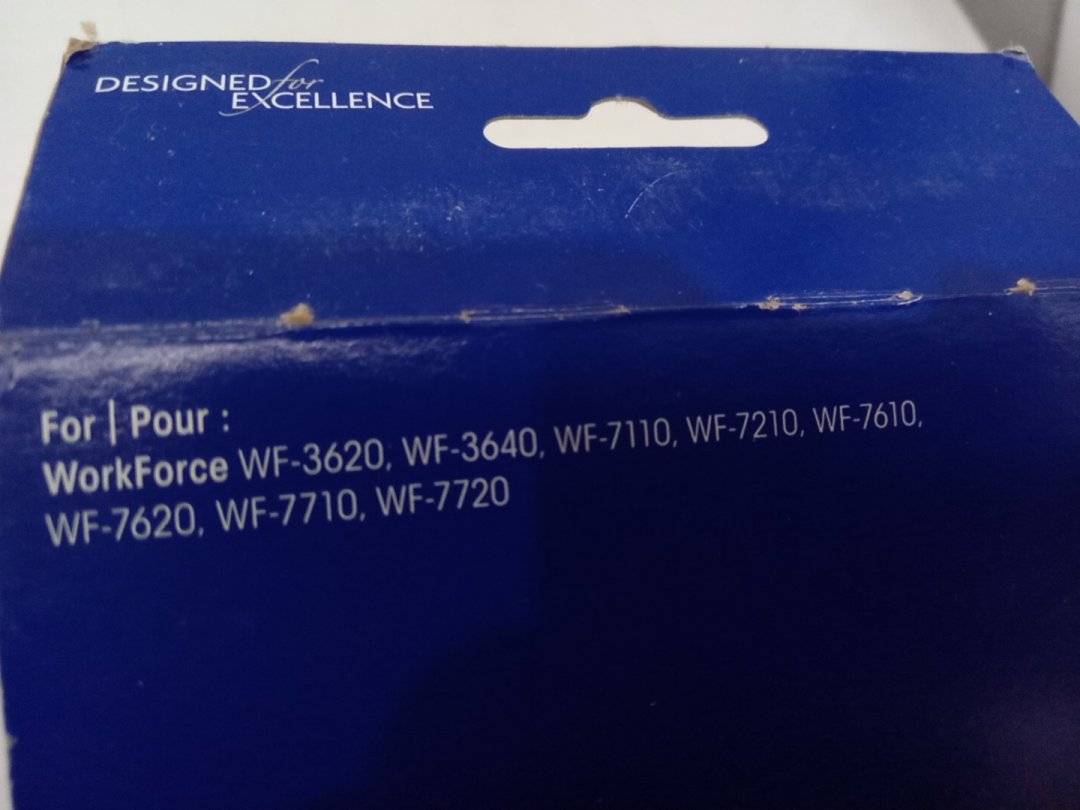 DESIGNED for
EXCELLENCE
For | Pour :
WorkForce WF-3620, WF-3640, WF-7110, WF-7210, WF-7610,
WF-7620, WF-7710, WF-7720